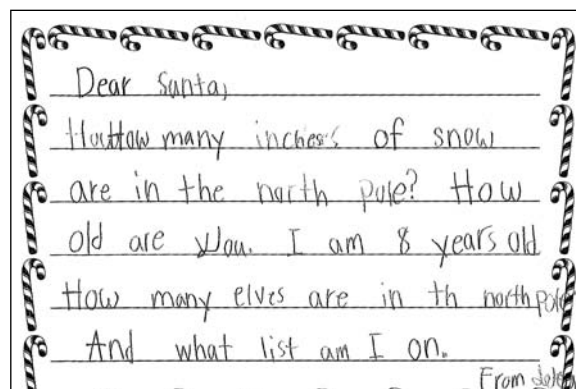 Dear Santa,
How many inches of snow
are in the north pole? How
old are you. I am 8 years old
How many elves are in th north pole
And what list am I on.
From